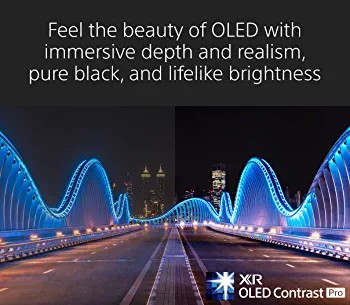 Feel the beauty of OLED with
immersive depth and realism,
pure black, and lifelike brightness
XR
OLED Contrast Pro